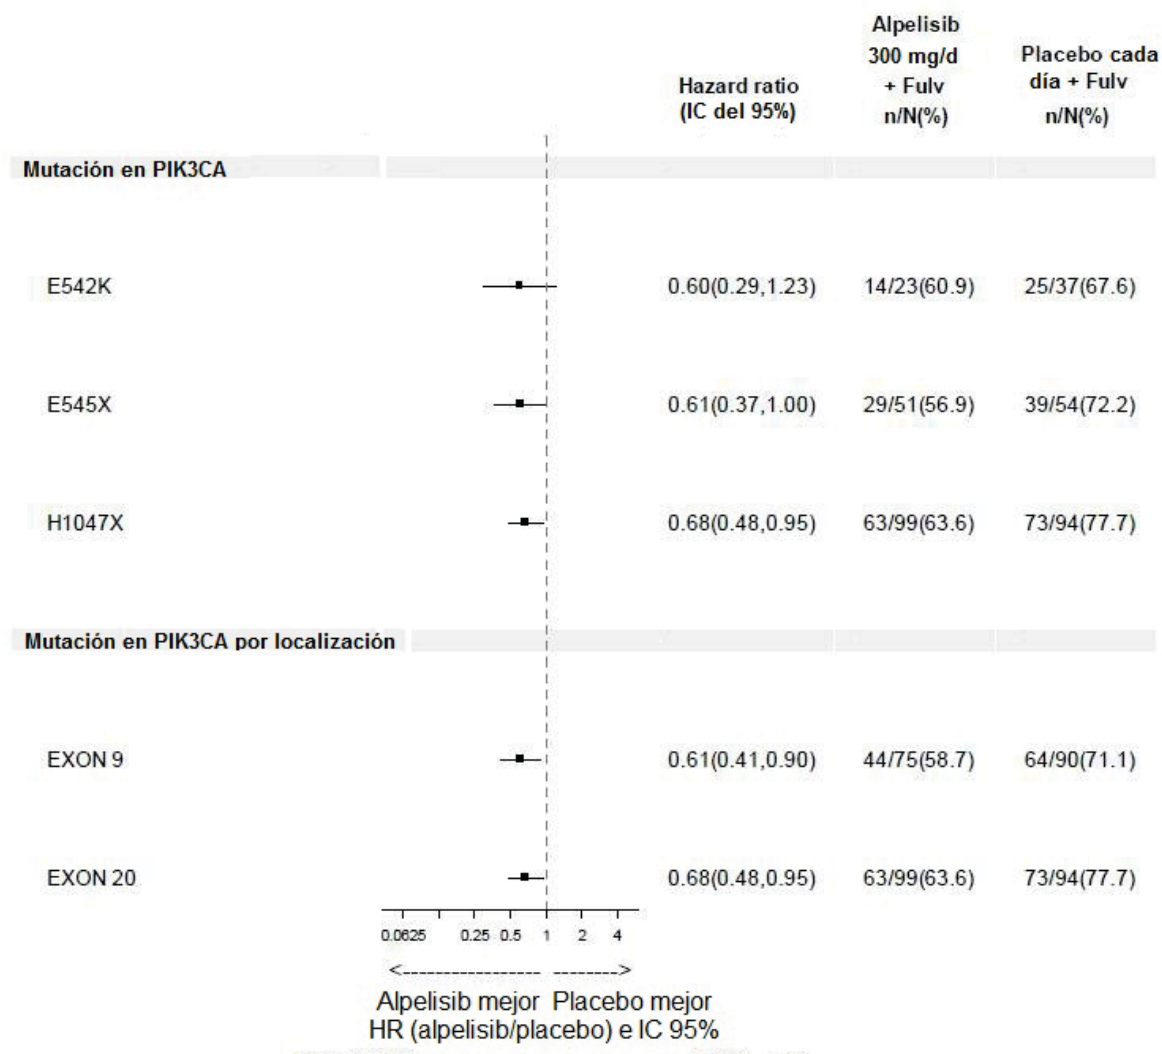 Alpelisib
300 mg/d
+ Fulv
n/N(%)
Placebo cada
día + Fulv
n/N(%)
Hazard ratio
(IC del 95%)
Mutación en PIK3CA
E542K 0.60(0.29,1.23) 14/23(60.9) 25/37(67.6)
E545X 0.61(0.37,1.00) 29/51(56.9) 39/54(72.2)
H1047X 0.68(0.48,0.95) 63/99(63.6) 73/94(77.7)
Mutación en PIK3CA por localización
EXON 9 0.61(0.41,0.90) 44/75(58.7) 64/90(71.1)
EXON 20 0.68(0.48,0.95) 63/99(63.6) 73/94(77.7)
0.0625 0.25 0.5 1 2 4
<----------------- -------->
Alpelisib mejor Placebo mejor
HR (alpelisib/placebo) e IC 95%